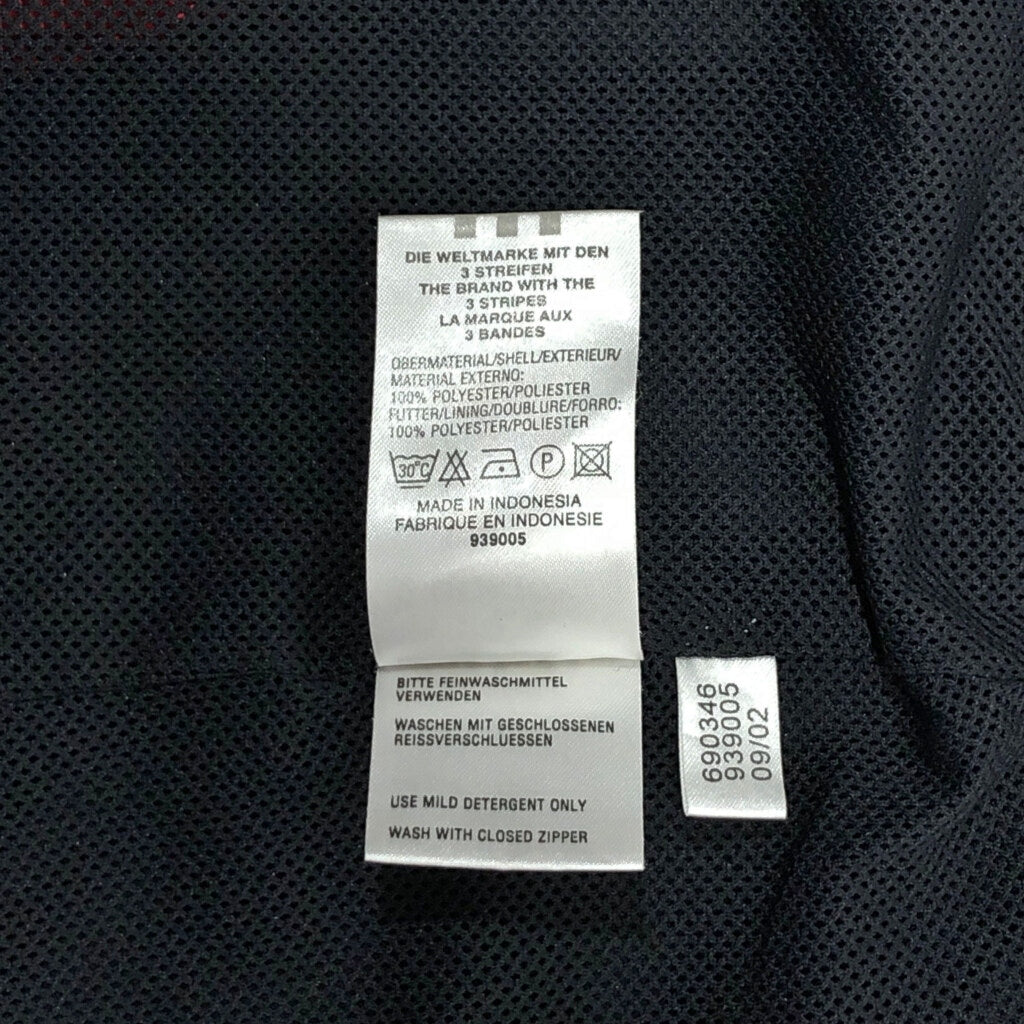 DIE WELTMARKE MIT DEN
3 STREIFEN
THE BRAND WITH THE
3 STRIPES
LA MARQUE AUX
3 BANDES
OBERMATERIAL/SHELL/EXTERIEUR/
MATERIAL EXTERNO:
100% POLYESTER/POLIESTER
FUTTER/LINING/DOUBLURE/FORRO:
100% POLYESTER/POLIESTER
30°C P
MADE IN INDONESIA
FABRIQUE EN INDONESIE
939005
BITTE FEINWASCHMITTEL
VERWENDEN
WASCHEN MIT GESCHLOSSENEN
REISSVERSCHLUESSEN
USE MILD DETERGENT ONLY
WASH WITH CLOSED ZIPPER
690346
939005
09/02